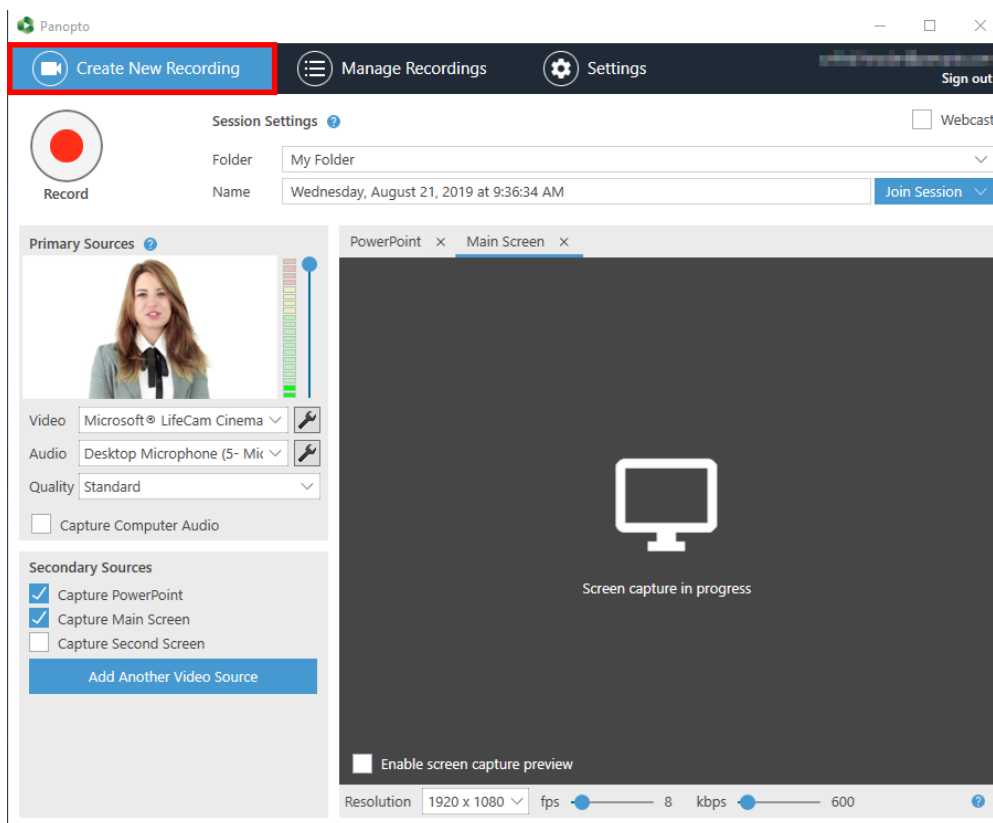 Panopto
Create New Recording
Manage Recordings
Settings
Sign out
Session Settings ?
Webcast
Folder My Folder
Record
Name Wednesday, August 21, 2019 at 9:36:34 AM Join Session
Primary Sources ?
PowerPoint × Main Screen ×
Video Microsoft® LifeCam Cinema
Audio Desktop Microphone (5- Mic
Quality Standard
Capture Computer Audio
Secondary Sources
Capture PowerPoint
Capture Main Screen
Capture Second Screen
Add Another Video Source
Screen capture in progress
Enable screen capture preview
Resolution 1920 x 1080 fps 8 kbps 600 ?